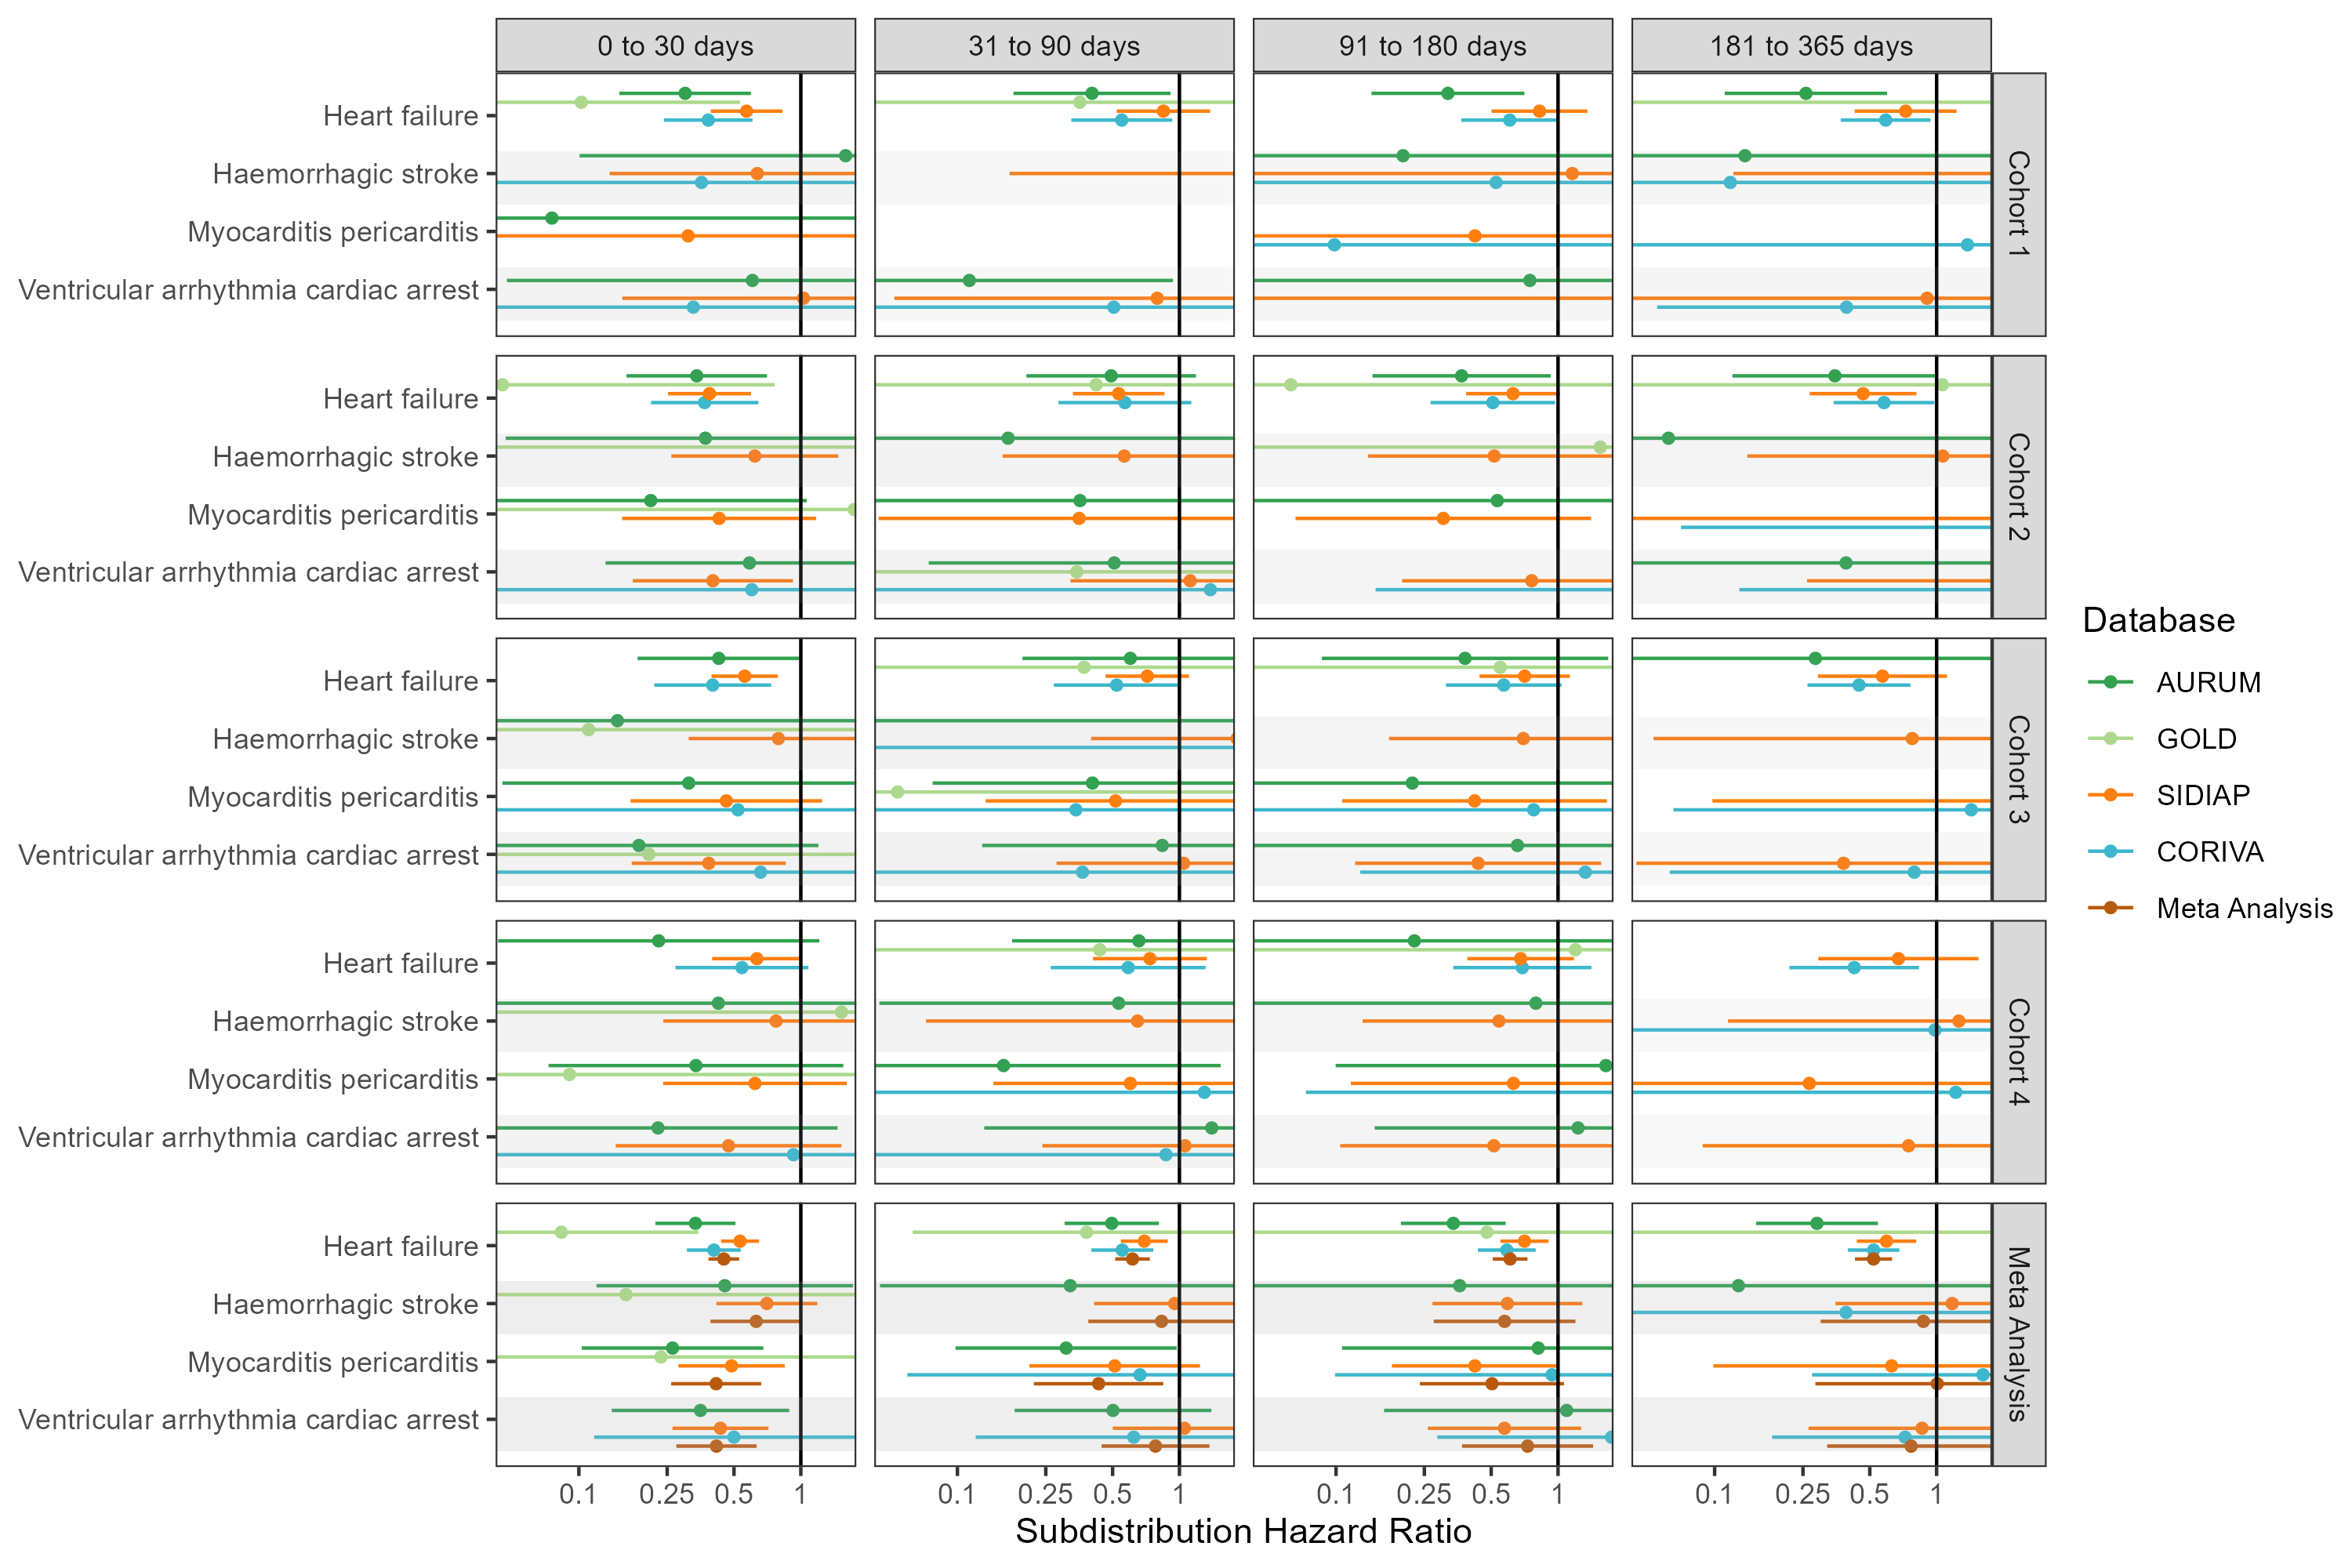 0 to 30 days
31 to 90 days
91 to 180 days
181 to 365 days
Heart failure
Haemorrhagic stroke
Myocarditis pericarditis
Ventricular arrhythmia cardiac arrest
Cohort 1
Heart failure
Haemorrhagic stroke
Myocarditis pericarditis
Ventricular arrhythmia cardiac arrest
Cohort 2
Heart failure
Haemorrhagic stroke
Myocarditis pericarditis
Ventricular arrhythmia cardiac arrest
Cohort 3
Heart failure
Haemorrhagic stroke
Myocarditis pericarditis
Ventricular arrhythmia cardiac arrest
Cohort 4
Heart failure
Haemorrhagic stroke
Myocarditis pericarditis
Ventricular arrhythmia cardiac arrest
Meta Analysis
0.1 0.25 0.5 1
0.1 0.25 0.5 1
0.1 0.25 0.5 1
0.1 0.25 0.5 1
Subdistribution Hazard Ratio
Database
AURUM
GOLD
SIDIAP
CORIVA
Meta Analysis